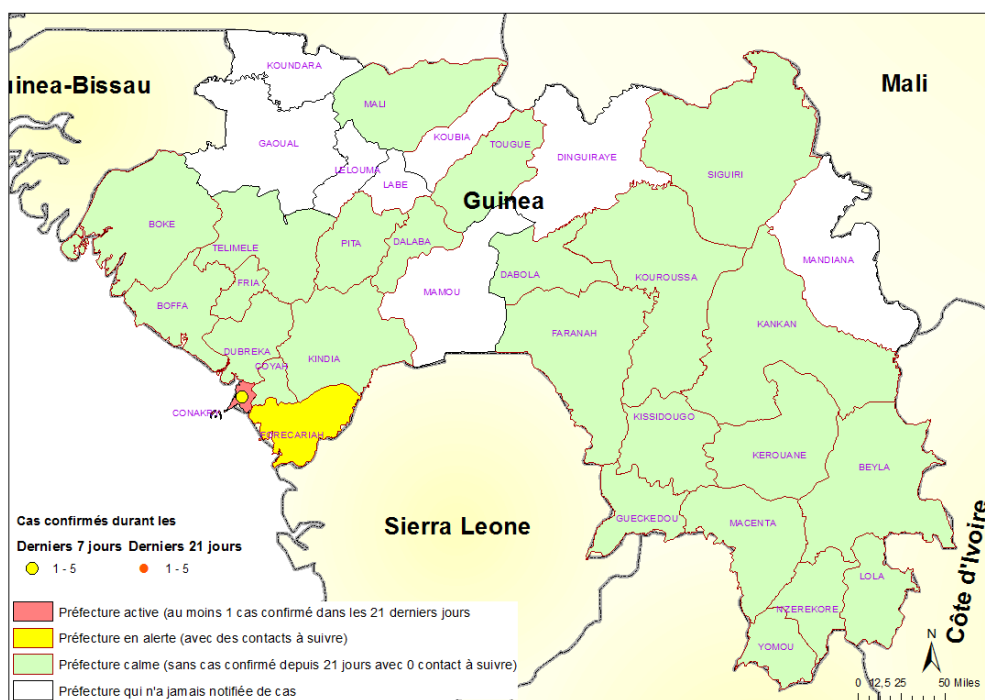 KOUNDARA
uinea-Bissau
Mali
MALI
KOUBIA
GAOUAL
TOUGUE
DINGUIRAYE
LELOUMA
SIGUIRI
LABE
Guinea
BOKE
PITA
DALABA
TELIMELE
MANDIANA
DABOLA
KOUROUSSA
FRIA
MAMOU
BOFFA
KANKAN
FARANAH
DUBREKA
KINDIA
COYAH
CONAKRY
FORECARIAH
KISSIDOUGO
KEROUANE
BEYLA
GUECKEDOU
MACENTA
Sierra Leone
Côte d'Ivoire
LOLA
NZEREKORE
YOMOU
Cas confirmés durant les
Derniers 7 jours Derniers 21 jours
1 - 5 1 - 5
Préfecture active (au moins 1 cas confirmé dans les 21 derniers jours
Préfecture en alerte (avec des contacts à suivre)
Préfecture calme (sans cas confirmé depuis 21 jours avec 0 contact à suivre)
Préfecture qui n'a jamais notifiée de cas
N
0 12,5 25 50 Miles